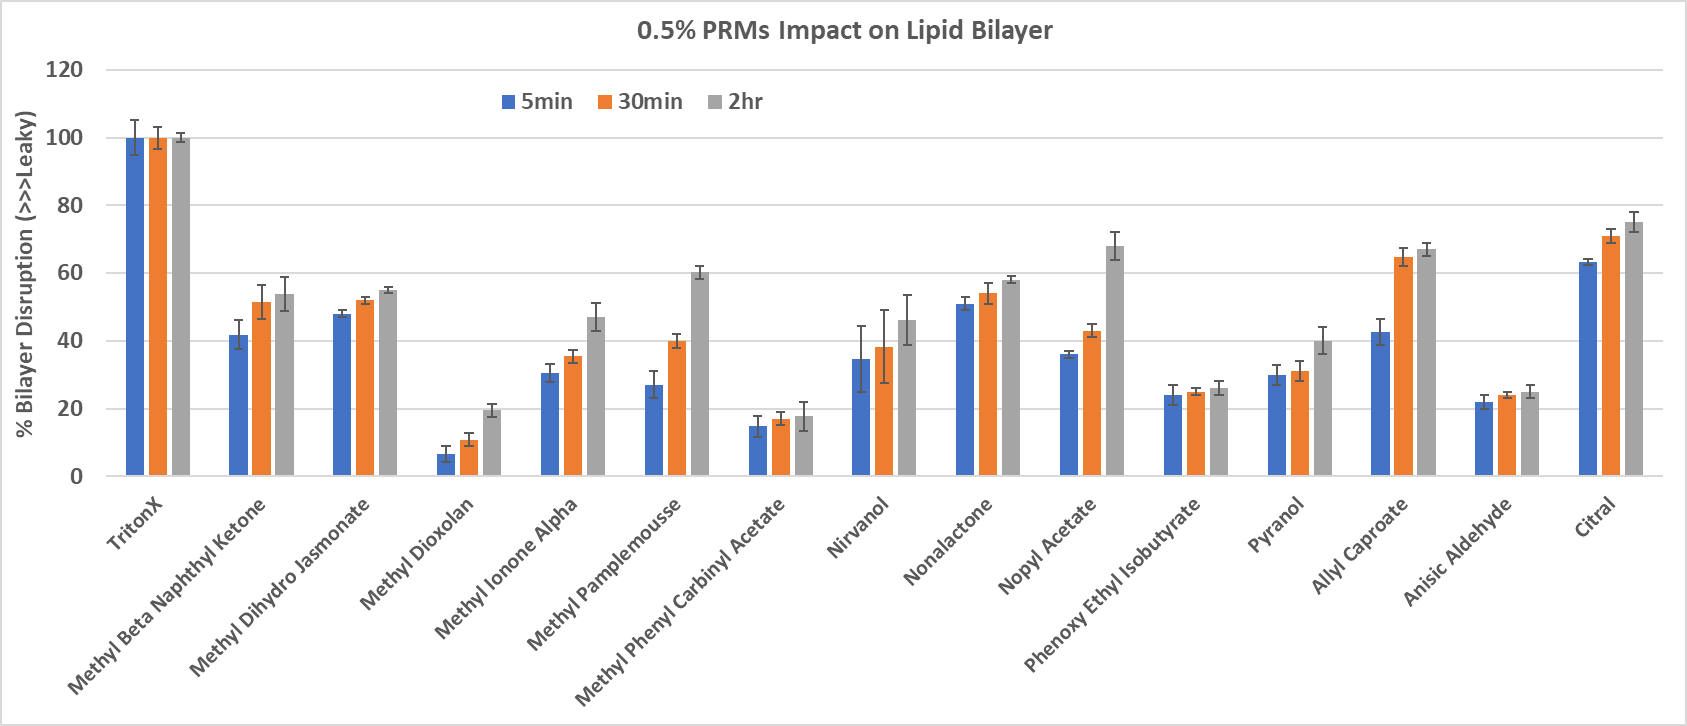 0.5% PRMs Impact on Lipid Bilayer
5min 30min 2hr
% Bilayer Disruption (>>>Leaky)
120
100
80
60
40
20
0
TritonX
Methyl Beta Naphthyl Ketone
Methyl Dihydro Jasmonate
Methyl Dioxolan
Methyl Ionone Alpha
Methyl Pamplemousse
Methyl Phenyl Carbinyl Acetate
Nirvanol
Nonalactone
Nopyl Acetate
Phenoxy Ethyl Isobutyrate
Pyranol
Allyl Caproate
Anisic Aldehyde
Citral